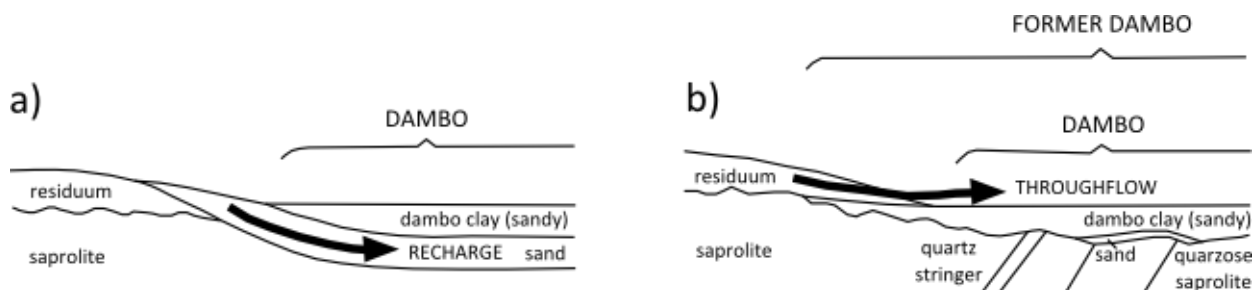 a)
DAMBO
residuum
dambo clay (sandy)
saprolite
RECHARGE sand
FORMER DAMBO
b)
DAMBO
residuum
THROUGHFLOW
dambo clay (sandy)
saprolite
quartz
stringer
sand
quarzose
saprolite